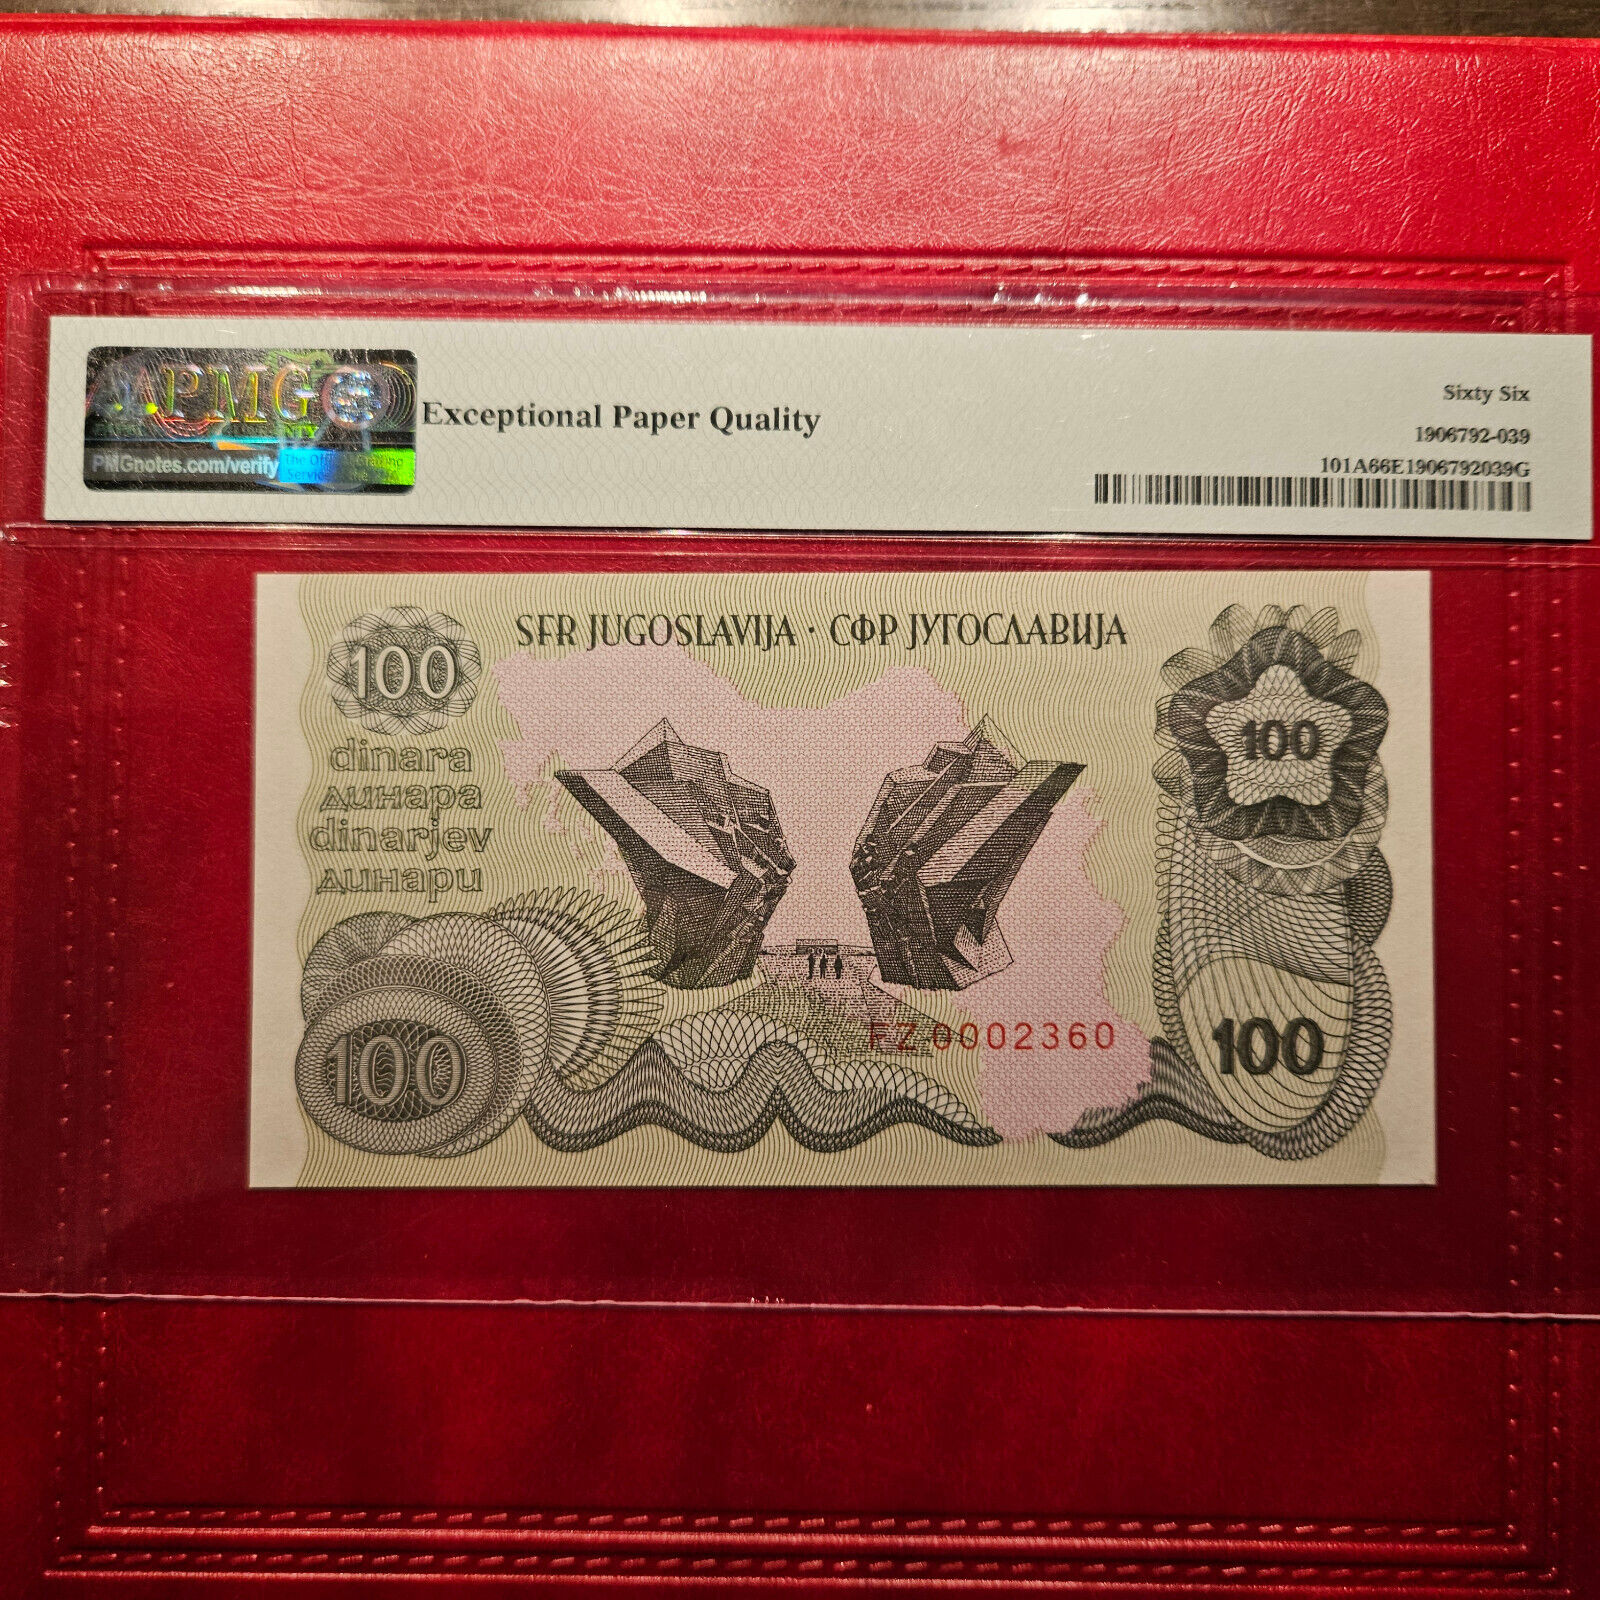 PMG
PMGnotes.com/verify
Exceptional Paper Quality
Sixty Six
1906792-039
101A66E1906792039G
SFR JUGOSLAVIJA · СФР ЈУГОСЛАВИЈА
100
dinara
динара
dinarjev
динари
100
FZ 0002360
100
100